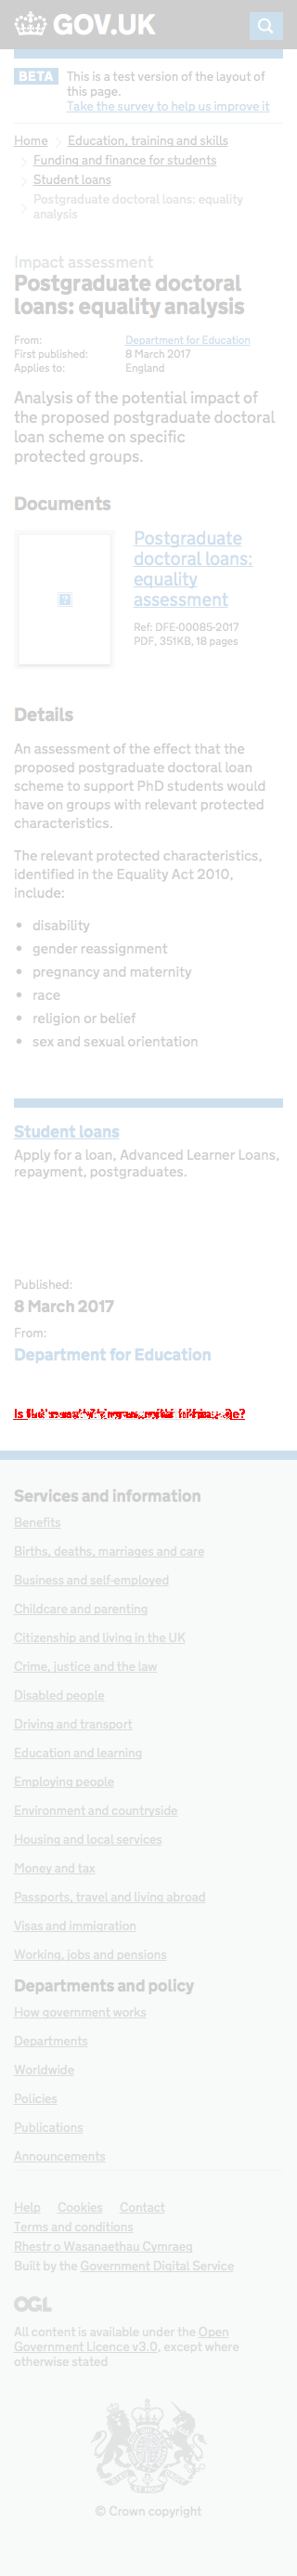 GOV.UK
BETA This is a test version of the layout of
this page.
Take the survey to help us improve it
Home Education, training and skills
Funding and finance for students
Student loans
Postgraduate doctoral loans: equality
analysis
Impact assessment
Postgraduate doctoral
loans: equality analysis
From: Department for Education
First published: 8 March 2017
Applies to: England
Analysis of the potential impact of
the proposed postgraduate doctoral
loan scheme on specific
protected groups.
Documents
Postgraduate
doctoral loans:
equality
assessment
Ref: DFE-00085-2017
PDF, 351KB, 18 pages
Details
An assessment of the effect that the
proposed postgraduate doctoral loan
scheme to support PhD students would
have on groups with relevant protected
characteristics.
The relevant protected characteristics,
identified in the Equality Act 2010,
include:
• disability
• gender reassignment
• pregnancy and maternity
• race
• religion or belief
• sex and sexual orientation
Student loans
Apply for a loan, Advanced Learner Loans,
repayment, postgraduates.
Published:
8 March 2017
From:
Department for Education
Is
Services and information
Benefits
Births, deaths, marriages and care
Business and self-employed
Childcare and parenting
Citizenship and living in the UK
Crime, justice and the law
Disabled people
Driving and transport
Education and learning
Employing people
Environment and countryside
Housing and local services
Money and tax
Passports, travel and living abroad
Visas and immigration
Working, jobs and pensions
Departments and policy
How government works
Departments
Worldwide
Policies
Publications
Announcements
Help Cookies Contact
Terms and conditions
Rhestr o Wasanaethau Cymraeg
Built by the Government Digital Service
OGL
All content is available under the Open
Government Licence v3.0, except where
otherwise stated
© Crown copyright